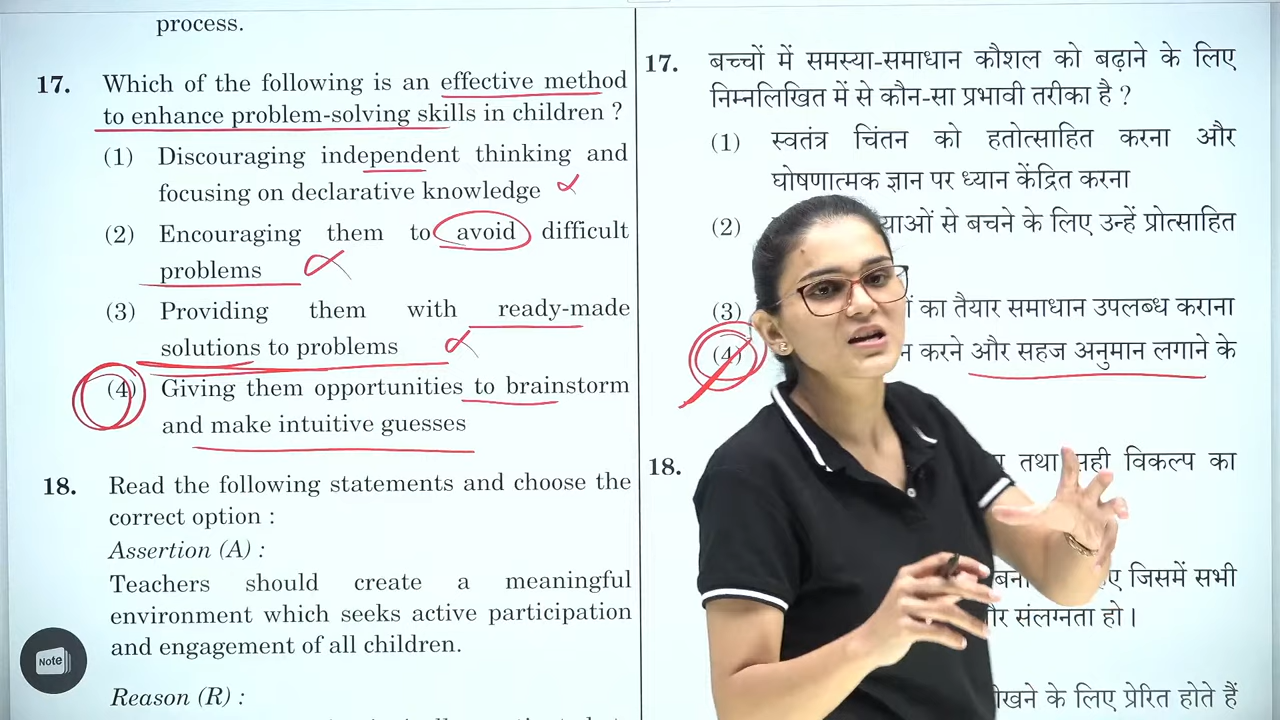 process.
17. Which of the following is an effective method
to enhance problem-solving skills in children ?
(1) Discouraging independent thinking and
focusing on declarative knowledge
(2) Encouraging them to avoid difficult
problems
(3) Providing them with ready-made
solutions to problems
(4) Giving them opportunities to brainstorm
and make intuitive guesses
18. Read the following statements and choose the
correct option :
Assertion (A) :
Teachers should create a meaningful
environment which seeks active participation
and engagement of all children.
Reason (R) :
Note
17. बच्चों में समस्या-समाधान कौशल को बढ़ाने के लिए
निम्नलिखित में से कौन-सा प्रभावी तरीका है ?
(1) स्वतंत्र चिंतन को हतोत्साहित करना और
घोषणात्मक ज्ञान पर ध्यान केंद्रित करना
(2) से बचने के लिए उन्हें प्रोत्साहित
(3) का तैयार समाधान उपलब्ध कराना
(4) करने और सहज अनुमान लगाने के
18. तथा सही विकल्प का
जिसमें सभी
संलग्नता हो ।
के लिए प्रेरित होते हैं